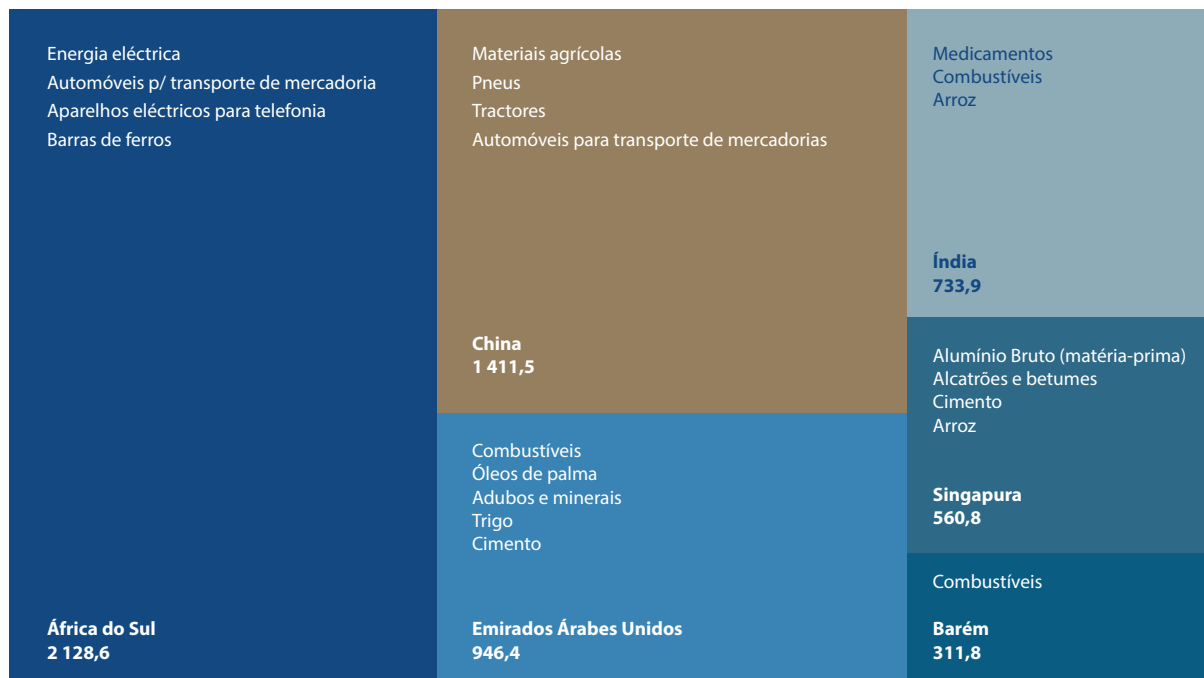 Energia eléctrica
Automóveis p/ transporte de mercadoria
Aparelhos eléctricos para telefonia
Barras de ferros
África do Sul
2 128,6
Materiais agrícolas
Pneus
Tractores
Automóveis para transporte de mercadorias
China
1 411,5
Combustíveis
Óleos de palma
Adubos e minerais
Trigo
Cimento
Emirados Árabes Unidos
946,4
Medicamentos
Combustíveis
Arroz
Índia
733,9
Alumínio Bruto (matéria-prima)
Alcatrões e betumes
Cimento
Arroz
Singapura
560,8
Combustíveis
Barém
311,8